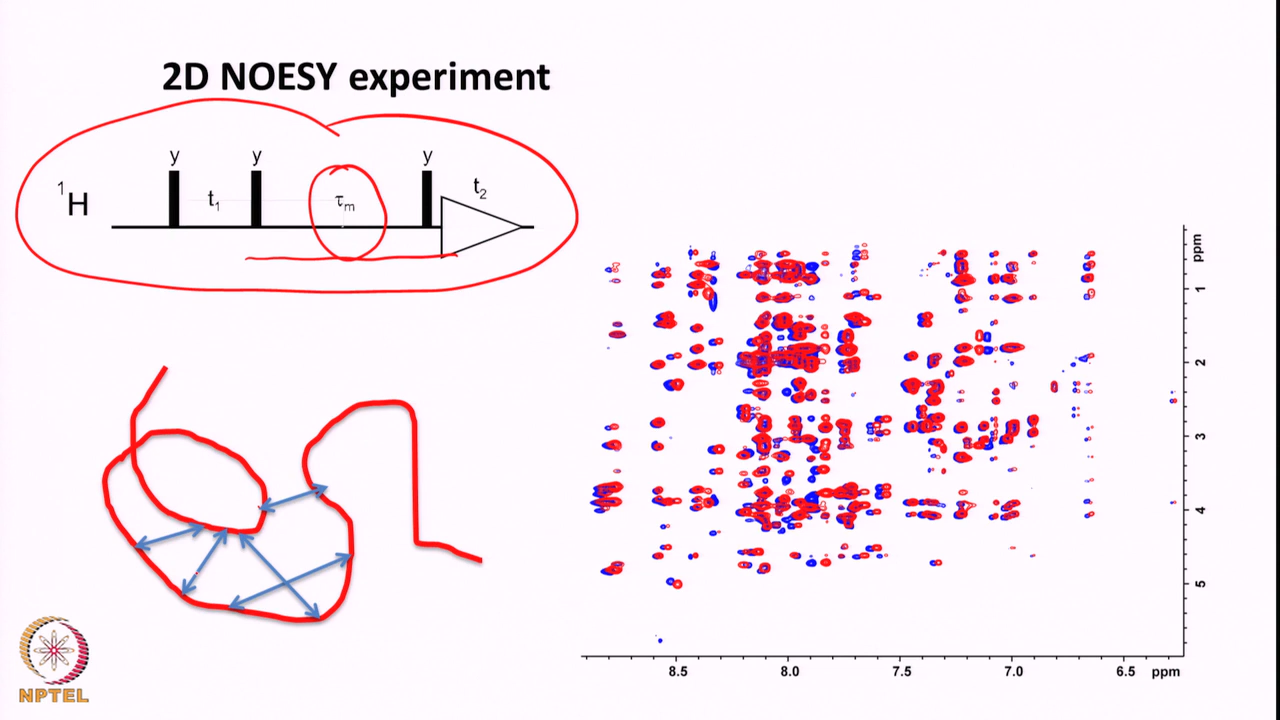 2D NOESY experiment
y y y
¹H t₁ τₘ t₂
ppm
1
2
3
4
5
8.5 8.0 7.5 7.0 6.5 ppm
NPTEL